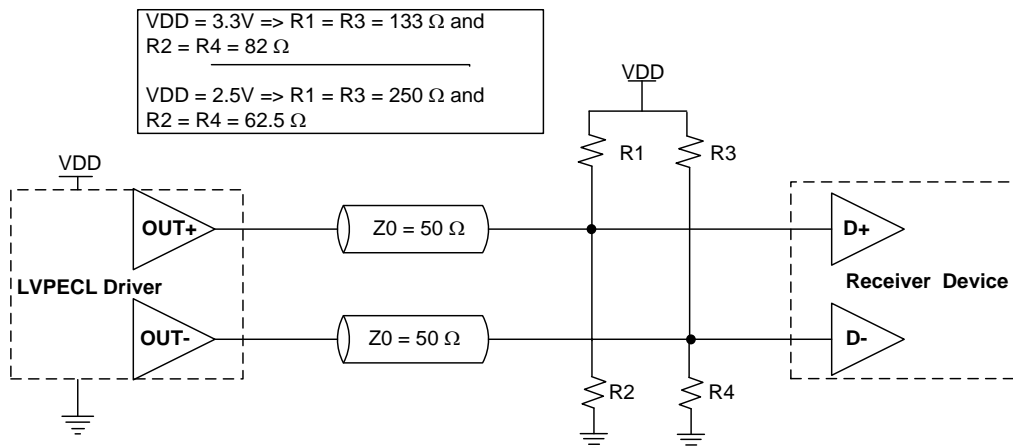 VDD = 3.3V => R1 = R3 = 133 Ω and
R2 = R4 = 82 Ω
VDD = 2.5V => R1 = R3 = 250 Ω and
R2 = R4 = 62.5 Ω
VDD
R1
R3
VDD
OUT+
Z0 = 50 Ω
D+
LVPECL Driver
Receiver Device
OUT-
Z0 = 50 Ω
D-
R2
R4